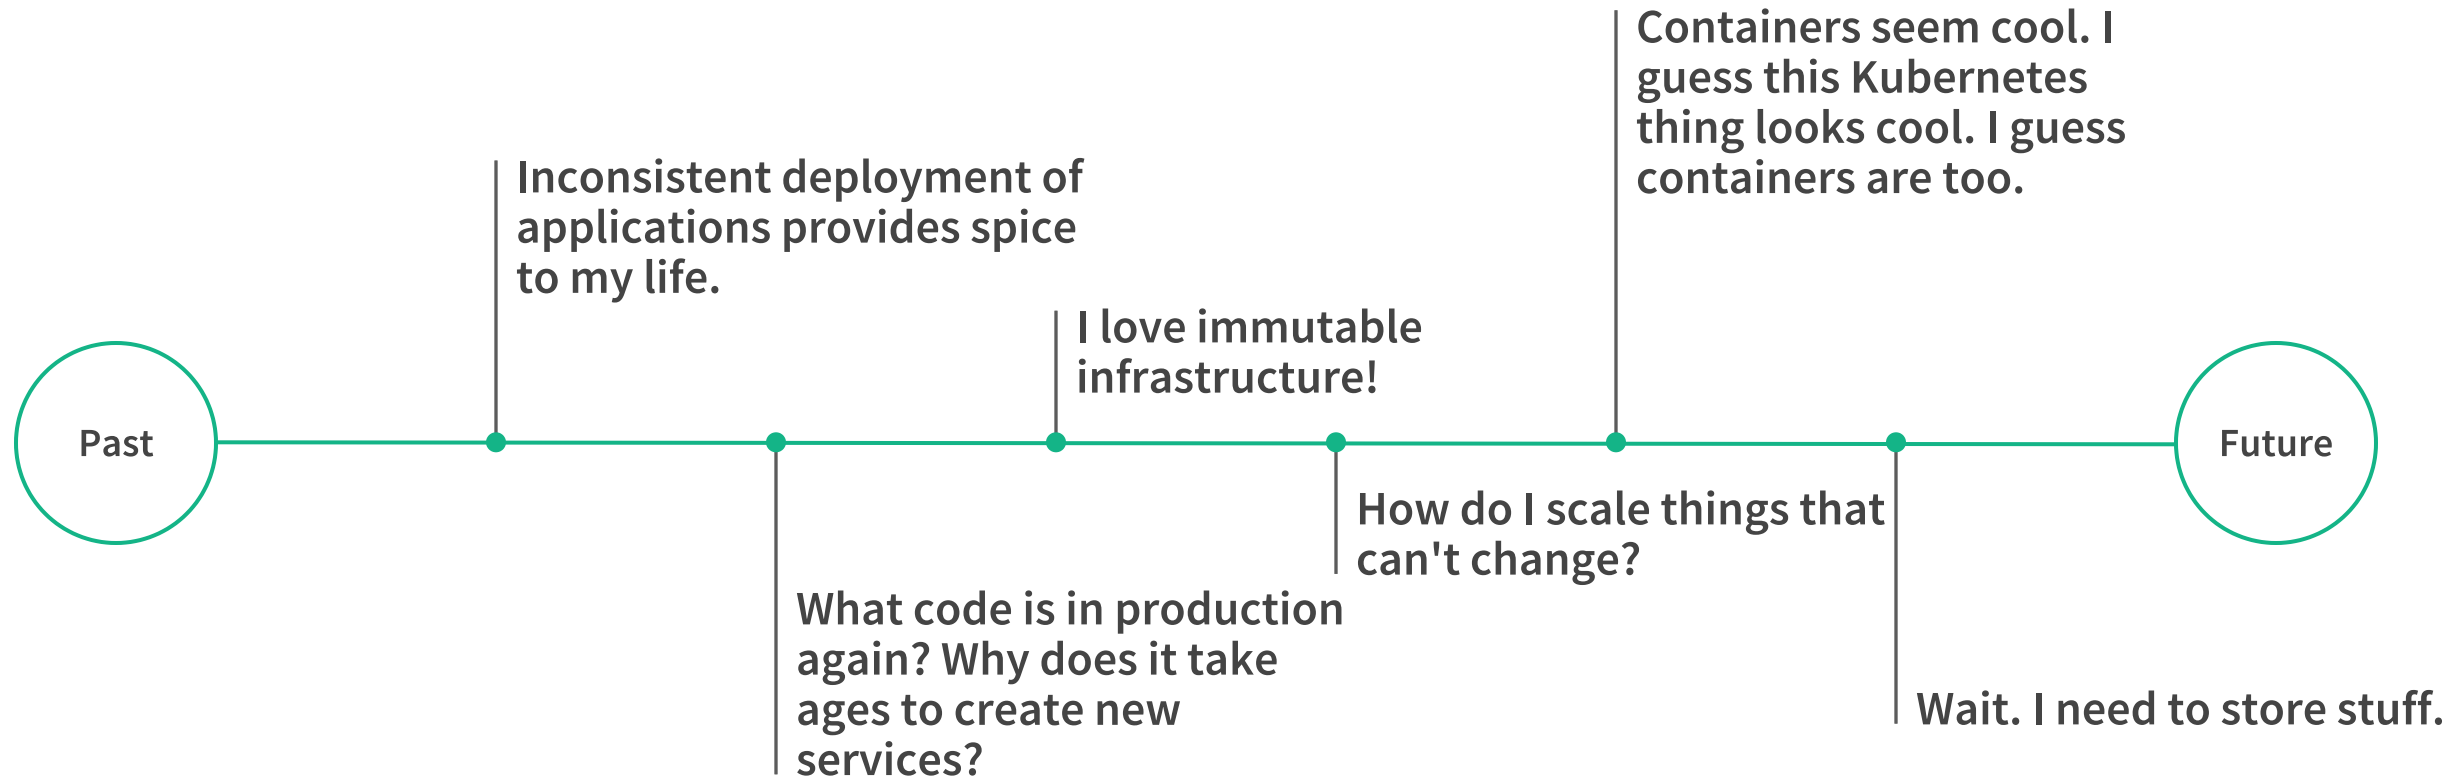 Past
Inconsistent deployment of
applications provides spice
to my life.
What code is in production
again? Why does it take
ages to create new
services?
I love immutable
infrastructure!
How do I scale things that
can't change?
Containers seem cool. I
guess this Kubernetes
thing looks cool. I guess
containers are too.
Wait. I need to store stuff.
Future